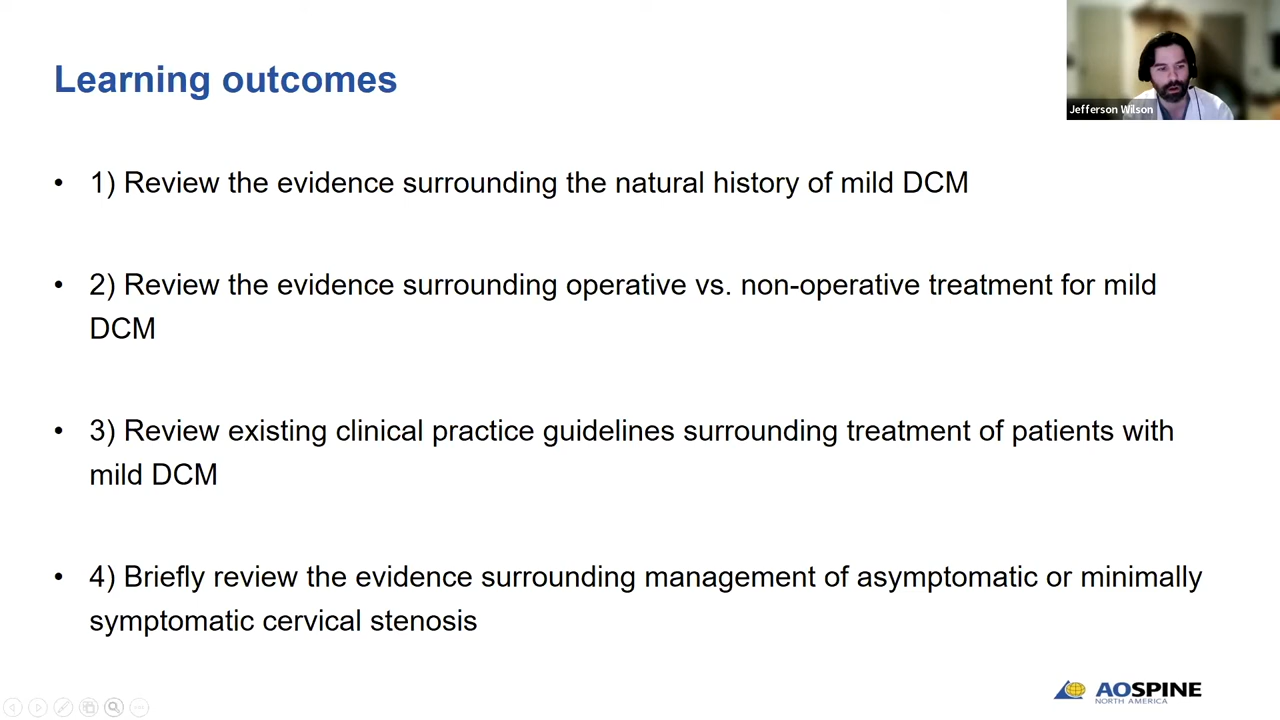 Learning outcomes
Jefferson Wilson
• 1) Review the evidence surrounding the natural history of mild DCM
• 2) Review the evidence surrounding operative vs. non-operative treatment for mild
DCM
• 3) Review existing clinical practice guidelines surrounding treatment of patients with
mild DCM
• 4) Briefly review the evidence surrounding management of asymptomatic or minimally
symptomatic cervical stenosis
AOSPINE
NORTH AMERICA